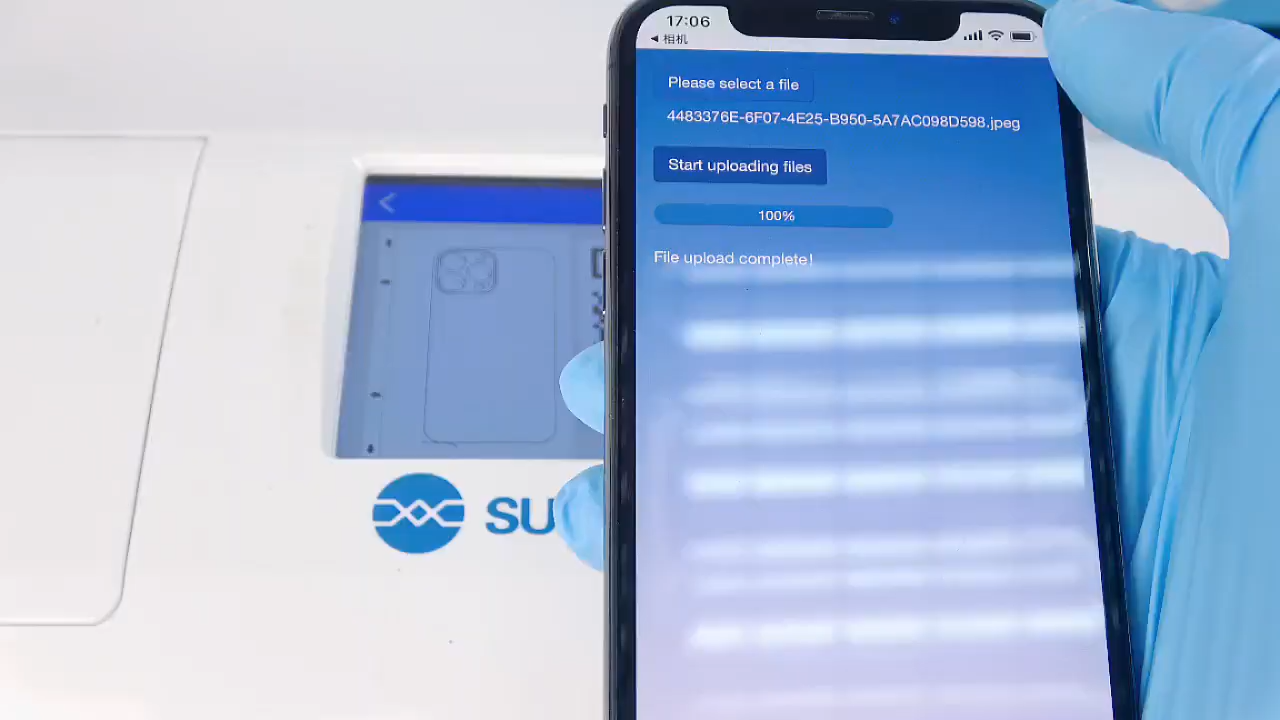 17:06
相机
Please select a file
4483376E-6F07-4E25-B950-5A7AC098D598.jpeg
Start uploading files
100%
File upload complete!
SU